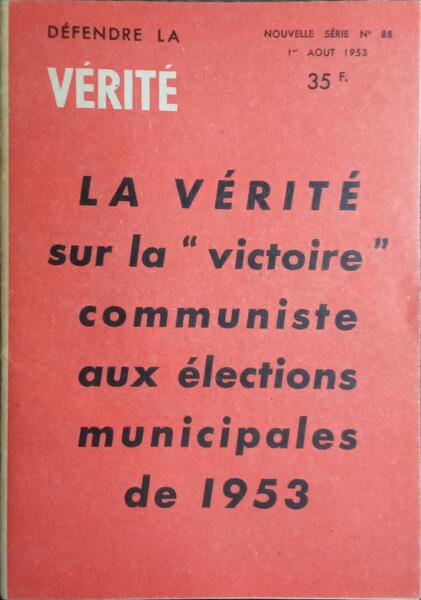 DÉFENDRE LA
VÉRITÉ
NOUVELLE SÉRIE N° 88
1er AOUT 1953
35 F.
LA VÉRITÉ
sur la " victoire "
communiste
aux élections
municipales
de 1953